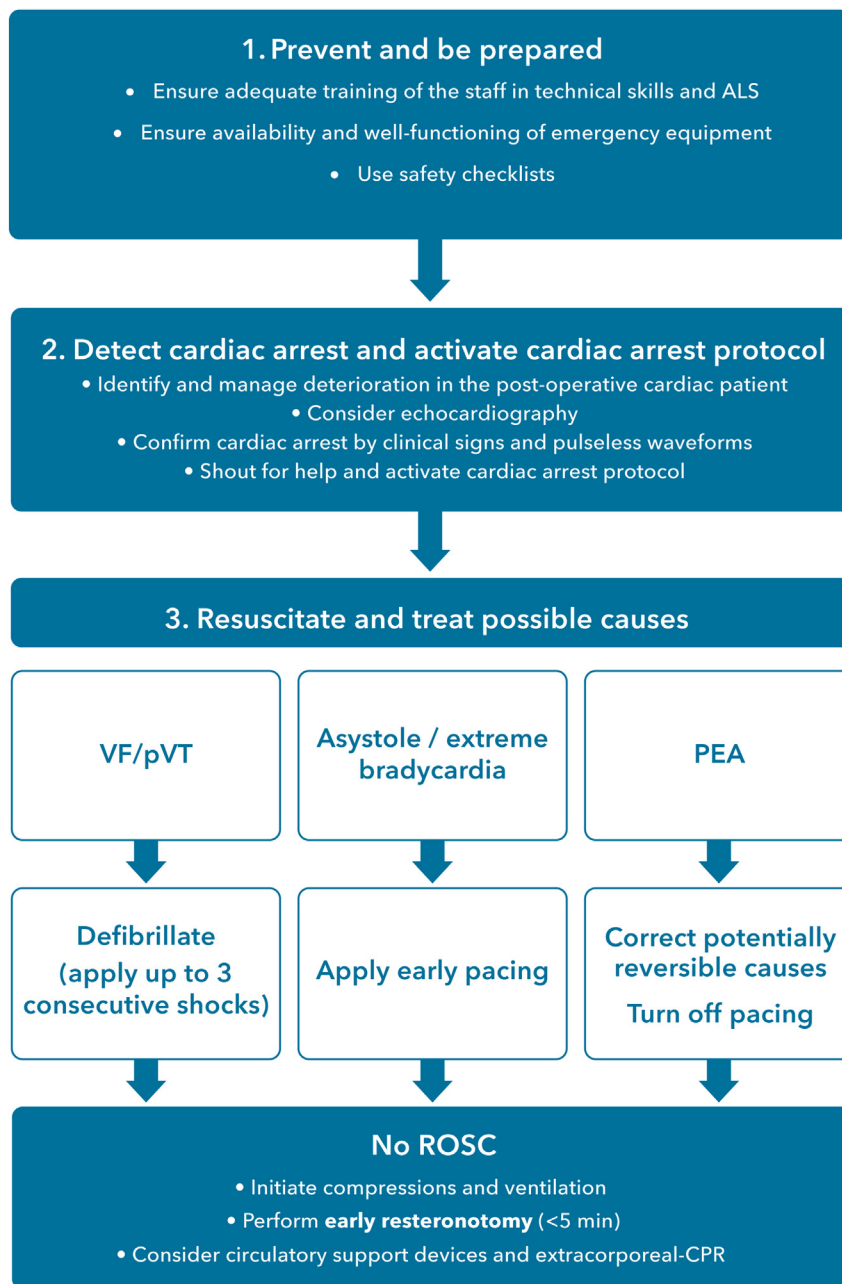 1. Prevent and be prepared
• Ensure adequate training of the staff in technical skills and ALS
• Ensure availability and well-functioning of emergency equipment
• Use safety checklists
2. Detect cardiac arrest and activate cardiac arrest protocol
• Identify and manage deterioration in the post-operative cardiac patient
• Consider echocardiography
• Confirm cardiac arrest by clinical signs and pulseless waveforms
• Shout for help and activate cardiac arrest protocol
3. Resuscitate and treat possible causes
VF/pVT
Asystole / extreme
bradycardia
PEA
Defibrillate
(apply up to 3
consecutive shocks)
Apply early pacing
Correct potentially
reversible causes
Turn off pacing
No ROSC
• Initiate compressions and ventilation
• Perform early resteronotomy (<5 min)
• Consider circulatory support devices and extracorporeal-CPR